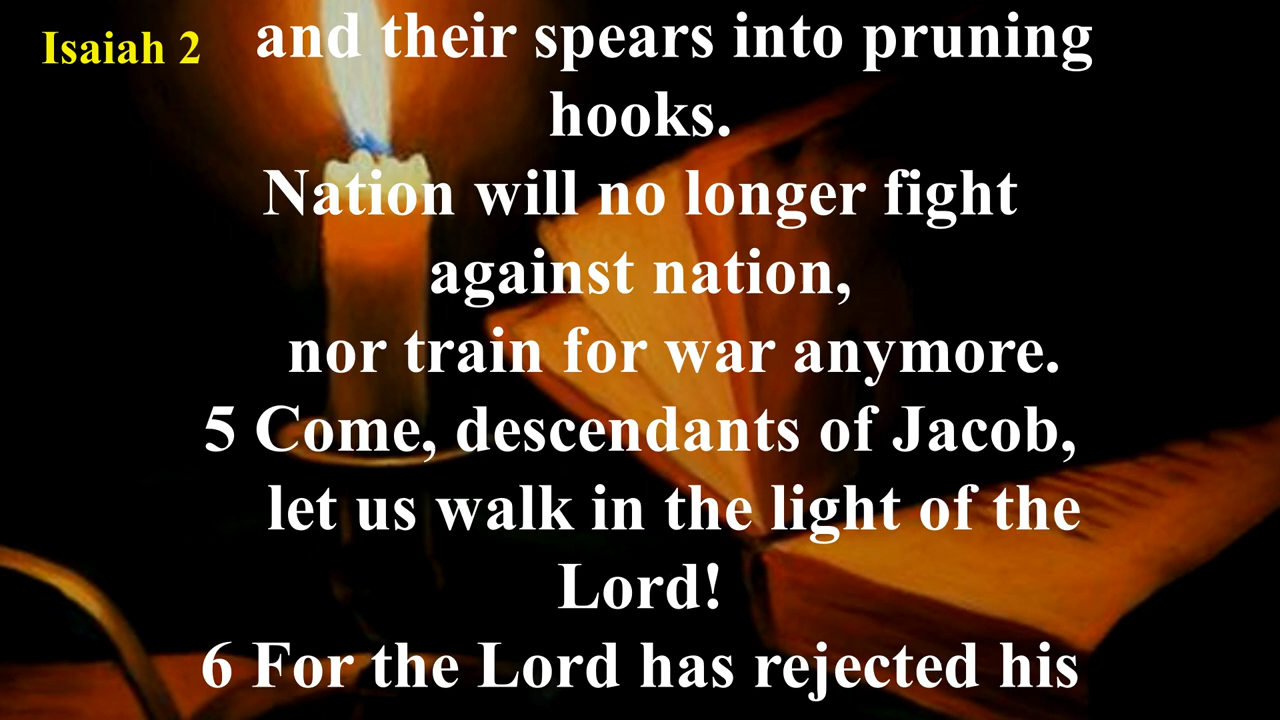 Isaiah 2
and their spears into pruning
hooks.
Nation will no longer fight
against nation,
nor train for war anymore.
5 Come, descendants of Jacob,
let us walk in the light of the
Lord!
6 For the Lord has rejected his